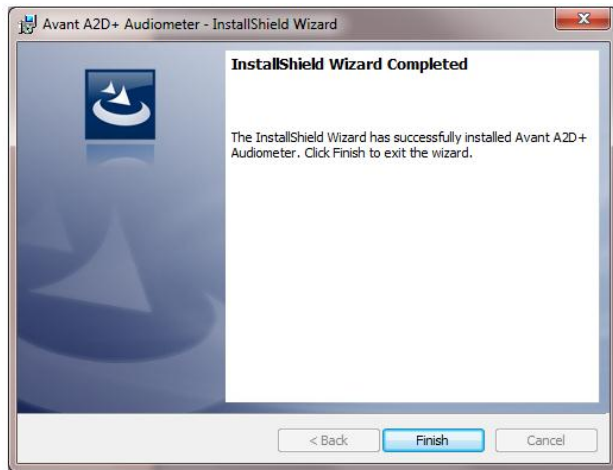 Avant A2D+ Audiometer - InstallShield Wizard
InstallShield Wizard Completed
The InstallShield Wizard has successfully installed Avant A2D+
Audiometer. Click Finish to exit the wizard.
< Back
Finish
Cancel